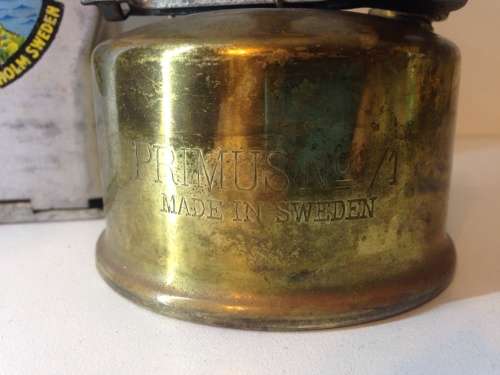 HOLM SWEDEN
PRIMUS Nº 71
MADE IN SWEDEN